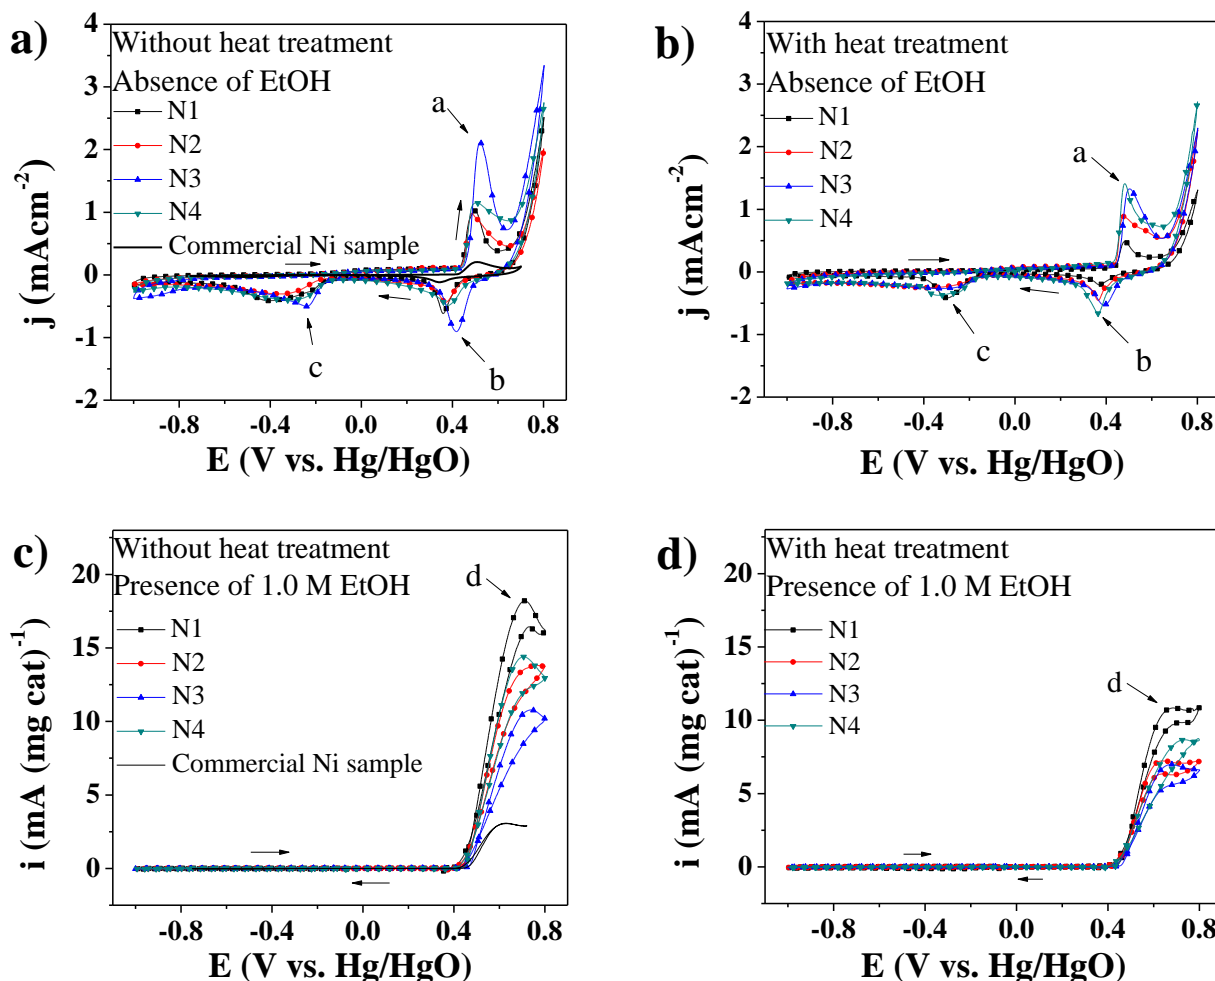 a)
Without heat treatment
Absence of EtOH
N1
N2
N3
N4
Commercial Ni sample
a
b
c
4
3
2
1
0
-1
-2
-0.8 -0.4 0.0 0.4 0.8
j (mAcm-2)
E (V vs. Hg/HgO)
b)
With heat treatment
Absence of EtOH
N1
N2
N3
N4
a
b
c
4
3
2
1
0
-1
-2
-0.8 -0.4 0.0 0.4 0.8
j (mAcm-2)
E (V vs. Hg/HgO)
c)
Without heat treatment
Presence of 1.0 M EtOH
N1
N2
N3
N4
Commercial Ni sample
d
20
15
10
5
0
-0.8 -0.4 0.0 0.4 0.8
i (mA (mg cat)-1
E (V vs. Hg/HgO)
d)
With heat treatment
Presence of 1.0 M EtOH
N1
N2
N3
N4
d
20
15
10
5
0
-0.8 -0.4 0.0 0.4 0.8
i (mA (mg cat)-1
E (V vs. Hg/HgO)